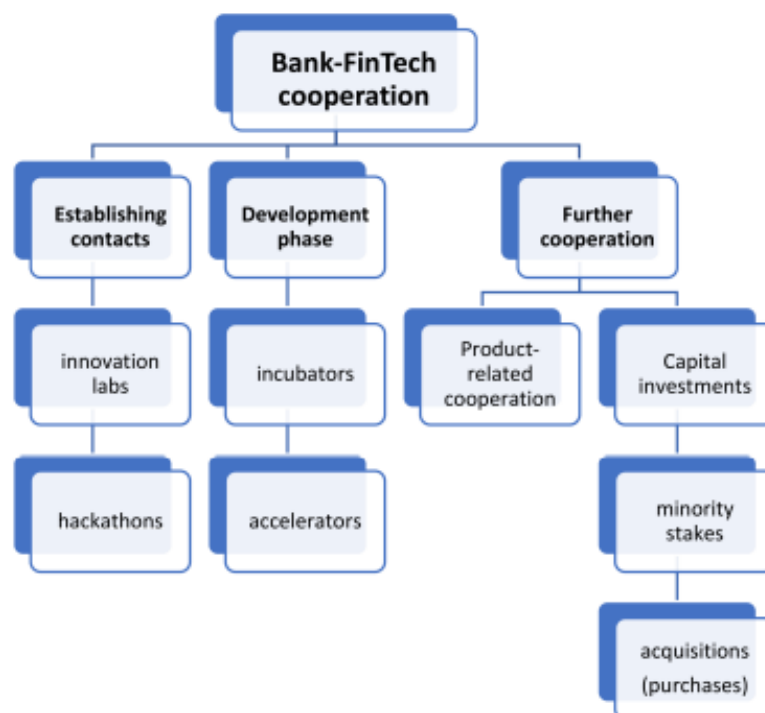 Bank-FinTech
cooperation
Establishing
contacts
Development
phase
Further
cooperation
innovation
labs
incubators
Product-
related
cooperation
Capital
investments
hackathons
accelerators
minority
stakes
acquisitions
(purchases)